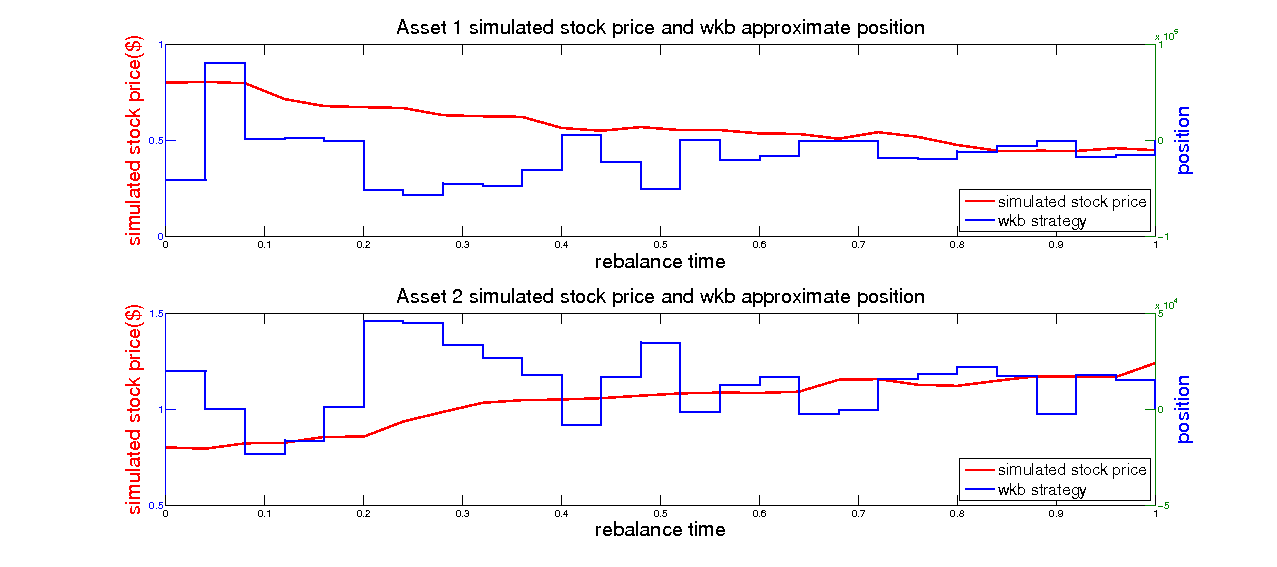 Asset 1 simulated stock price and wkb approximate position
x 10^5
simulated stock price($)
1
0.5
0
1
0
-1
position
0 0.1 0.2 0.3 0.4 0.5 0.6 0.7 0.8 0.9 1
rebalance time
simulated stock price
wkb strategy
Asset 2 simulated stock price and wkb approximate position
x 10^4
simulated stock price($)
1.5
1
0.5
5
0
-5
position
0 0.1 0.2 0.3 0.4 0.5 0.6 0.7 0.8 0.9 1
rebalance time
simulated stock price
wkb strategy